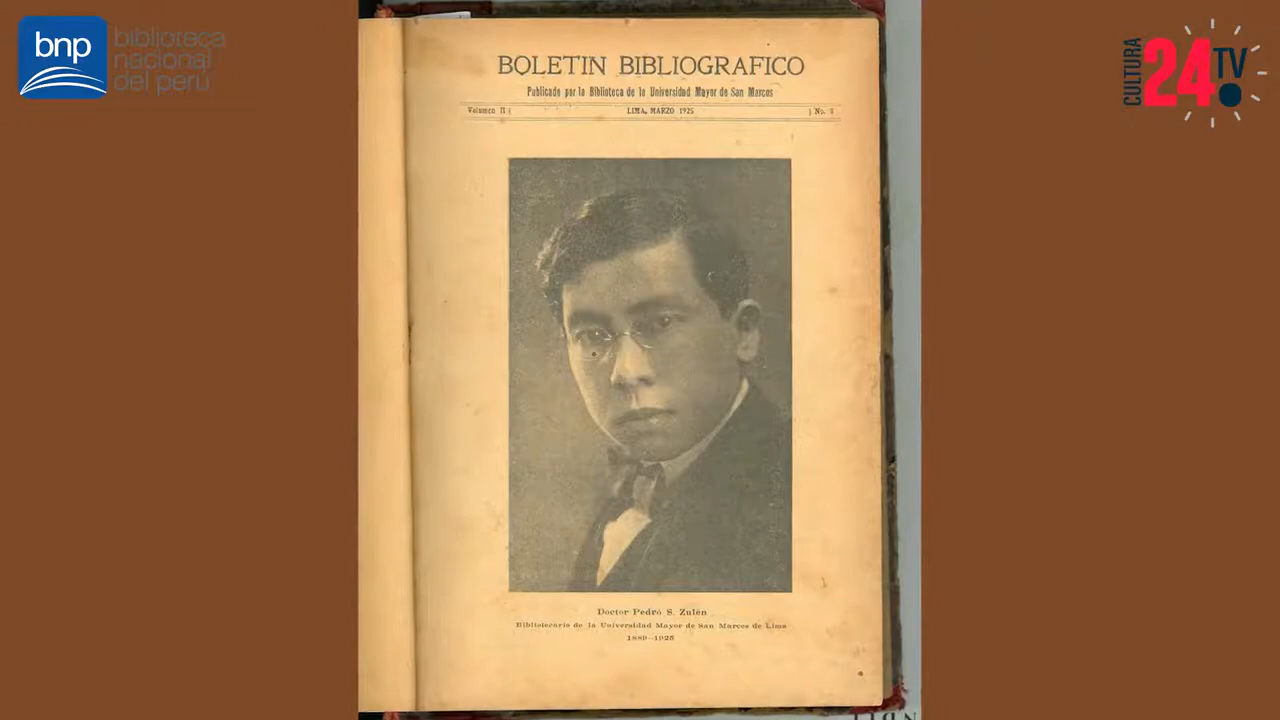 bnp
biblioteca
nacional
del perú
CULTURA
24
TV
BOLETIN BIBLIOGRAFICO
Publicado por la Biblioteca de la Universidad Mayor de San Marcos
Volumen II
LIMA, MARZO 1925
No.
Doctor Pedro S. Zulen
Bibliotecario de la Universidad Mayor de San Marcos de Lima
1889—1925